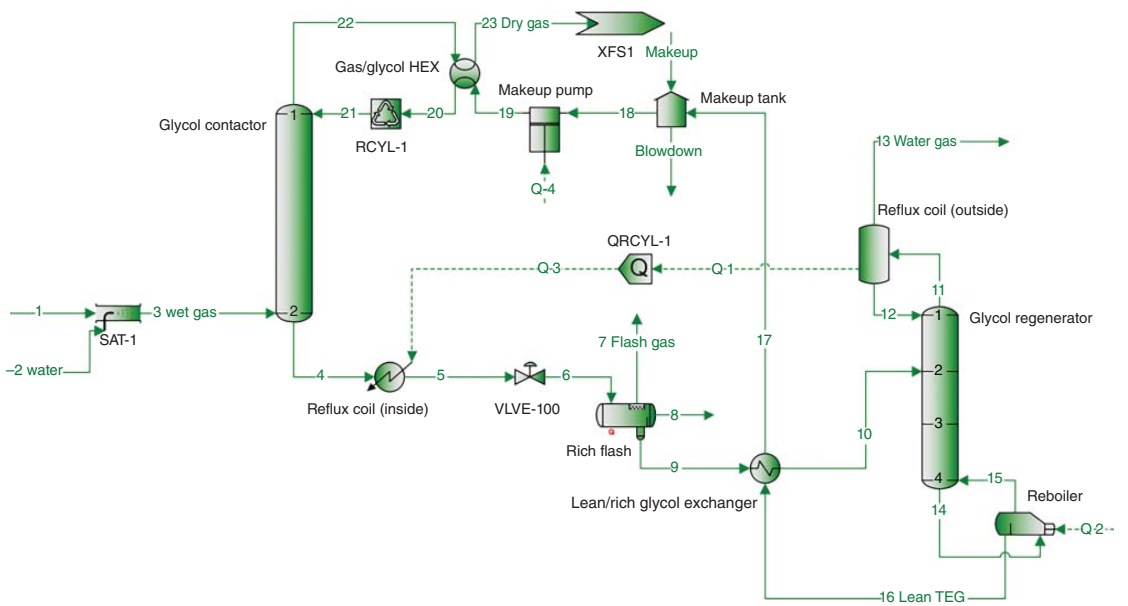 22
23 Dry gas
XFS1
Makeup
Gas/glycol HEX
Makeup pump
Makeup tank
Glycol contactor
1
21
20
19
18
RCYL-1
Blowdown
13 Water gas
Q-4
Reflux coil (outside)
QRCYL-1
Q
Q-3
Q-1
11
1
3 wet gas
2
SAT-1
12
1
Glycol regenerator
2 water
7 Flash gas
17
4
5
6
2
Reflux coil (inside)
VLVE-100
8
Q
3
10
Rich flash
9
4
15
Lean/rich glycol exchanger
14
Reboiler
Q-2
16 Lean TEG